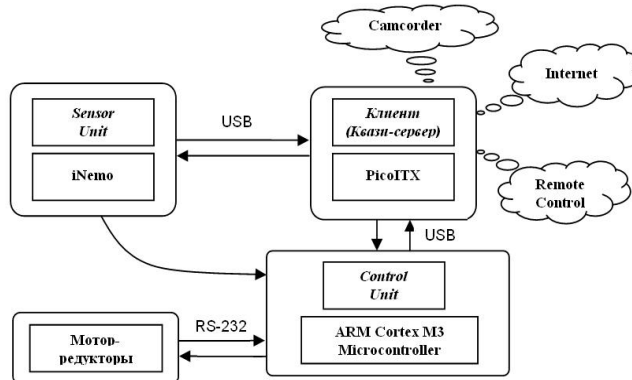 Camcorder
Internet
Sensor
Unit
USB
Клиент
(Квази-сервер)
iNemo
PicoITX
Remote
Control
USB
Control
Unit
RS-232
Мотор-
редукторы
ARM Cortex M3
Microcontroller